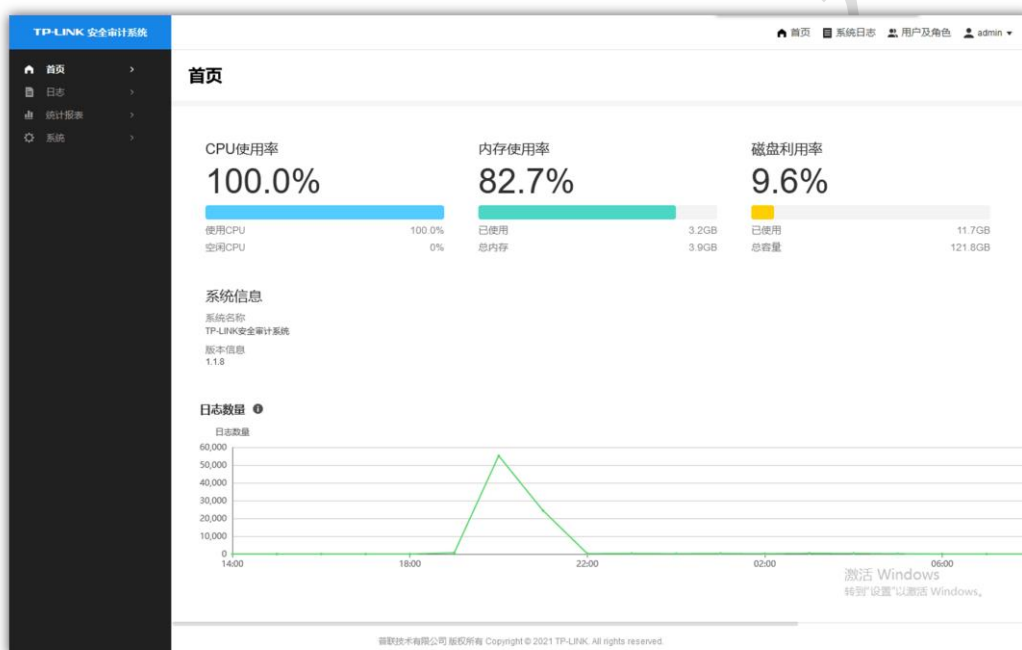 TP-LINK 安全审计系统
首页 系统日志 用户及角色 admin
首页
日志
统计报表
系统
首页
CPU使用率
100.0%
使用CPU 100.0%
空闲CPU 0%
内存使用率
82.7%
已使用 3.2GB
总内存 3.9GB
磁盘利用率
9.6%
已使用 11.7GB
总容量 121.8GB
系统信息
系统名称
TP-LINK安全审计系统
版本信息
1.1.8
日志数量
日志数量
60,000
50,000
40,000
30,000
20,000
10,000
0
14:00 18:00 22:00 02:00 06:00
激活 Windows
转到"设置"以激活 Windows。
普联技术有限公司 版权所有 Copyright © 2021 TP-LINK. All rights reserved.